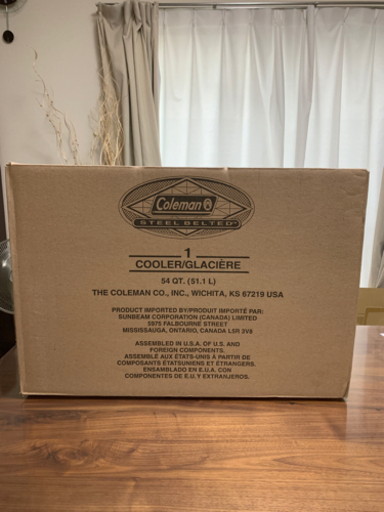 Coleman
STEEL BELTED
1
COOLER/GLACIÈRE
54 QT. (51.1 L)
THE COLEMAN CO., INC., WICHITA, KS 67219 USA
PRODUCT IMPORTED BY/PRODUIT IMPORTÉ PAR:
SUNBEAM CORPORATION (CANADA) LIMITED
5975 FALBOURNE STREET
MISSISSAUGA, ONTARIO, CANADA L5R 3V8
ASSEMBLED IN U.S.A. OF U.S. AND
FOREIGN COMPONENTS.
ASSEMBLÉ AUX ÉTATS-UNIS À PARTIR DE
COMPOSANTS ÉTATSUNIENS ET ÉTRANGERS.
ENSAMBLADO EN E.U.A. CON
COMPONENTES DE E.U. Y EXTRANJEROS.